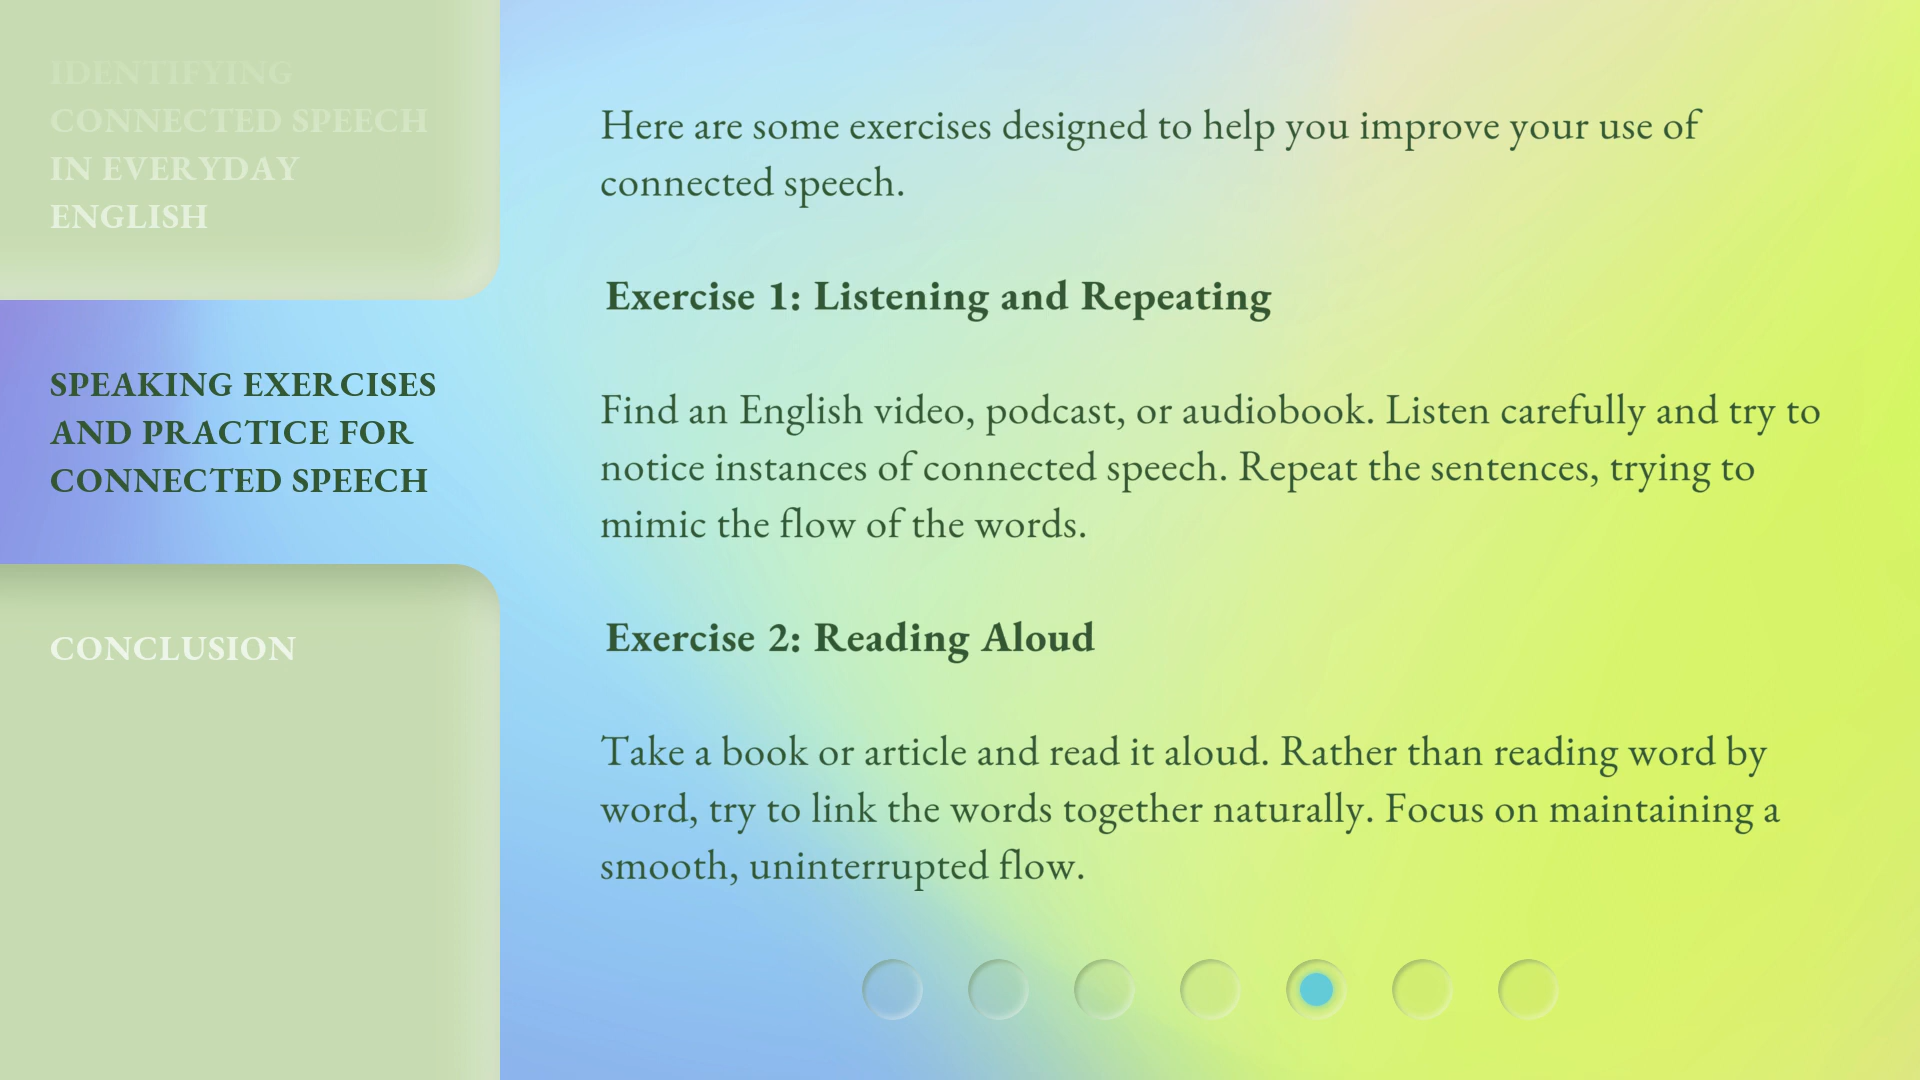 IDENTIFYING
CONNECTED SPEECH
IN EVERYDAY
ENGLISH
SPEAKING EXERCISES
AND PRACTICE FOR
CONNECTED SPEECH
CONCLUSION
Here are some exercises designed to help you improve your use of
connected speech.
Exercise 1: Listening and Repeating
Find an English video, podcast, or audiobook. Listen carefully and try to
notice instances of connected speech. Repeat the sentences, trying to
mimic the flow of the words.
Exercise 2: Reading Aloud
Take a book or article and read it aloud. Rather than reading word by
word, try to link the words together naturally. Focus on maintaining a
smooth, uninterrupted flow.